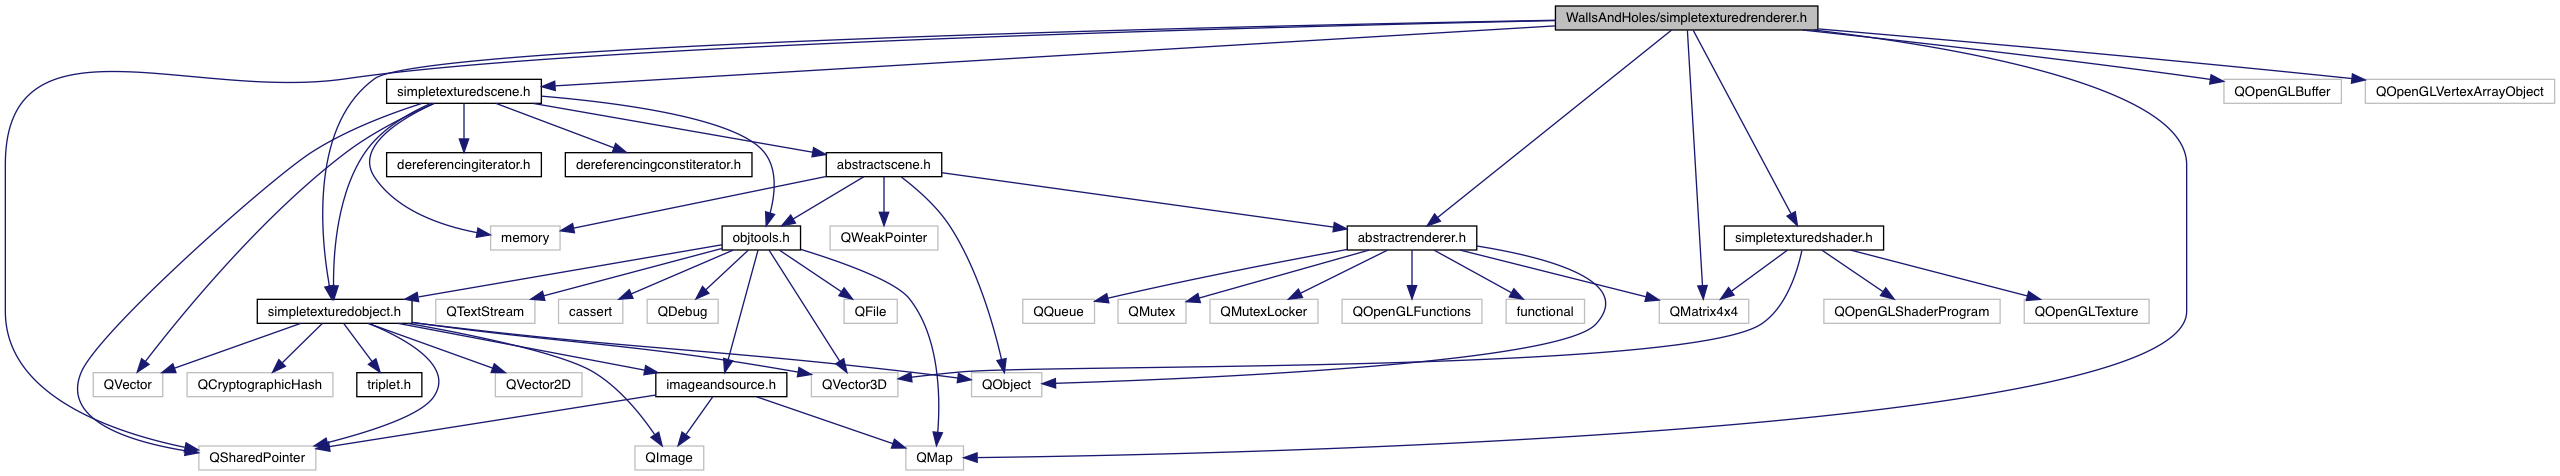 WallsAndHoles/simpletexturedrenderer.h
simpletexturedscene.h
QOpenGLBuffer
QOpenGLVertexArrayObject
dereferencingiterator.h
dereferencingconstiterator.h
abstractscene.h
memory
objtools.h
QWeakPointer
abstractrenderer.h
simpletexturedshader.h
simpletexturedobject.h
QTextStream
cassert
QDebug
QFile
QQueue
QMutex
QMutexLocker
QOpenGLFunctions
functional
QMatrix4x4
QOpenGLShaderProgram
QOpenGLTexture
QVector
QCryptographicHash
triplet.h
QVector2D
imageandsource.h
QVector3D
QObject
QSharedPointer
QImage
QMap